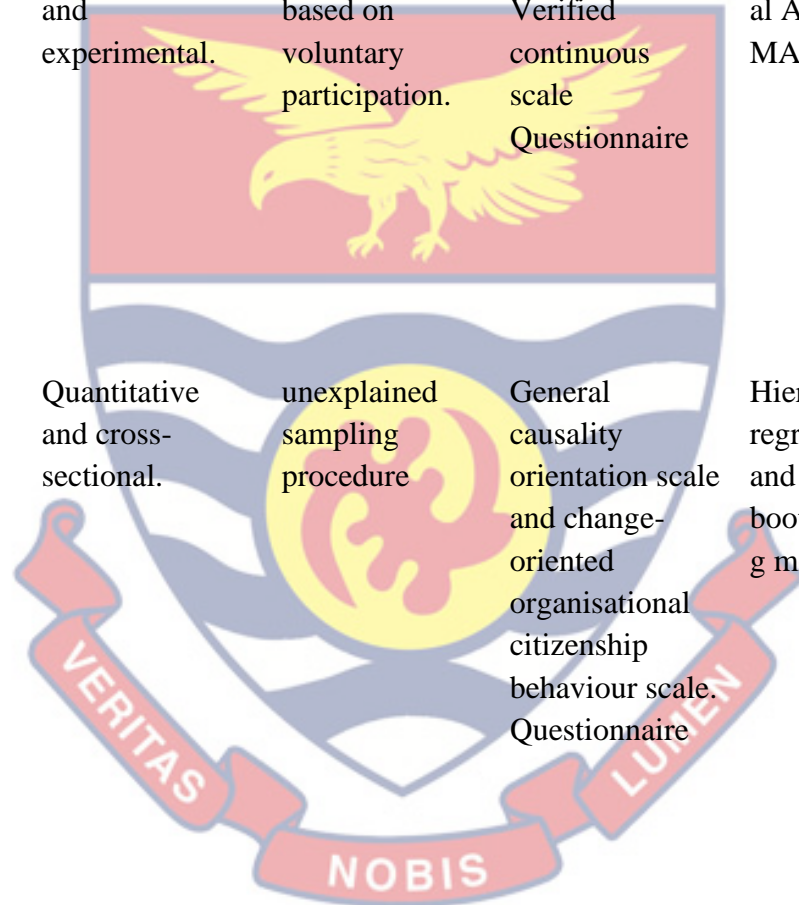 and
experimental.
based on
voluntary
participation.
Verified
continuous
scale
Questionnaire
al A
MA
Quantitative
and cross-
sectional.
unexplained
sampling
procedure
General
causality
orientation scale
and change-
oriented
organisational
citizenship
behaviour scale.
Questionnaire
Hier
regr
and
boot
g m
VERITAS
NOBIS
LUMEN